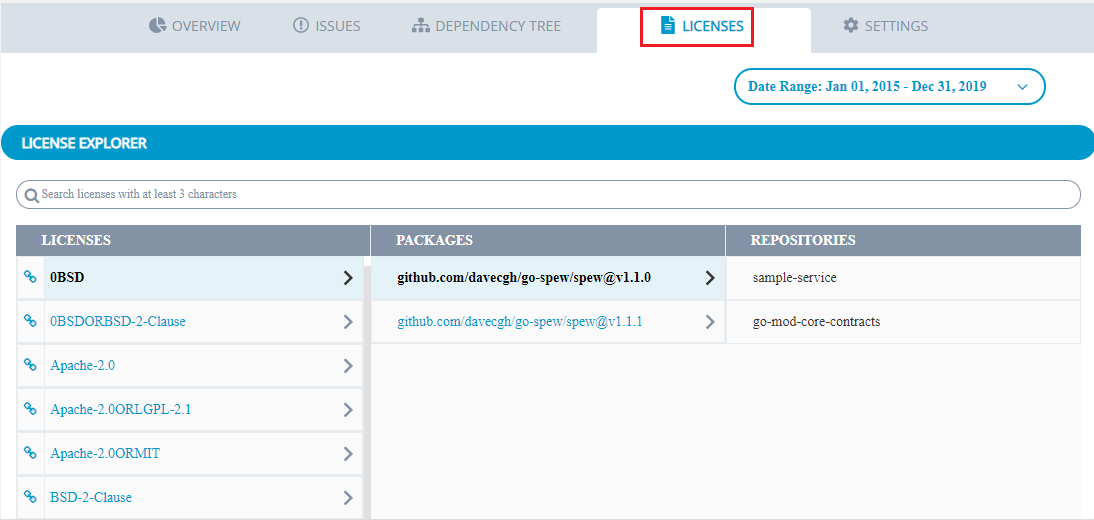 OVERVIEW ISSUES DEPENDENCY TREE LICENSES SETTINGS
Date Range: Jan 01, 2015 - Dec 31, 2019
LICENSE EXPLORER
Search licenses with at least 3 characters
LICENSES PACKAGES REPOSITORIES
0BSD github.com/davecgh/go-spew/spew@v1.1.0 sample-service
0BSDORBSD-2-Clause github.com/davecgh/go-spew/spew@v1.1.1 go-mod-core-contracts
Apache-2.0
Apache-2.0ORLGPL-2.1
Apache-2.0ORMIT
BSD-2-Clause